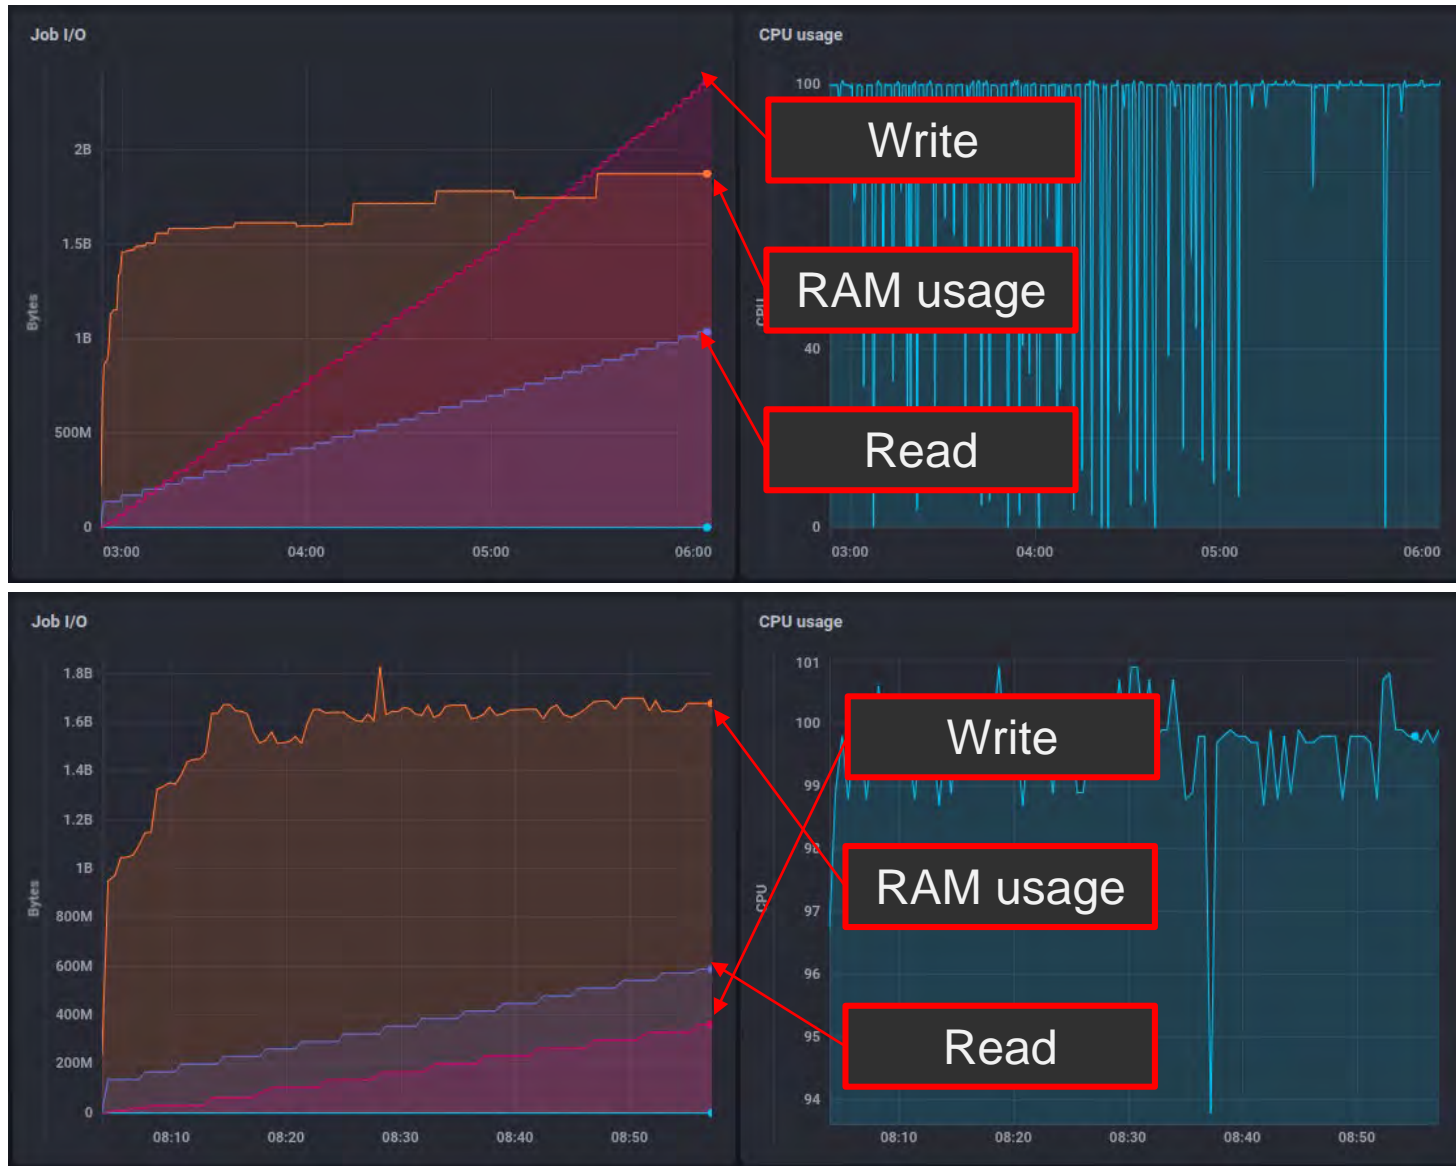 Job I/O
2B
1.5B
1B
500M
0
Bytes
03:00 04:00 05:00 06:00
CPU usage
100
40
0
CPU
03:00 04:00 05:00 06:00
Write
RAM usage
Read
Job I/O
1.8B
1.6B
1.4B
1.2B
1B
800M
600M
400M
200M
0
Bytes
08:10 08:20 08:30 08:40 08:50
CPU usage
101
100
99
98
97
96
95
94
CPU
08:10 08:20 08:30 08:40 08:50
Write
RAM usage
Read